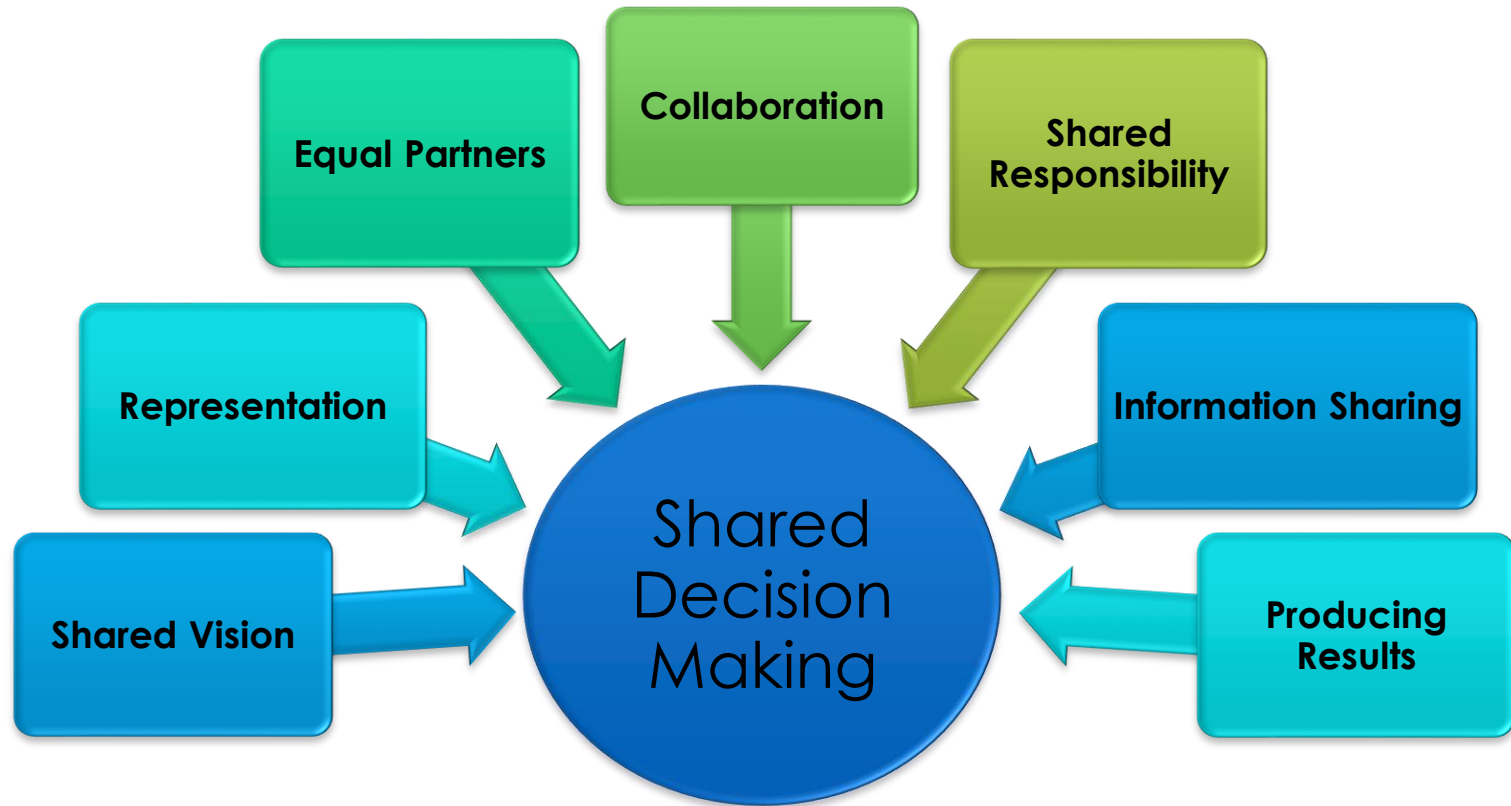 Shared Vision
Representation
Equal Partners
Collaboration
Shared
Responsibility
Information Sharing
Producing
Results
Shared
Decision
Making